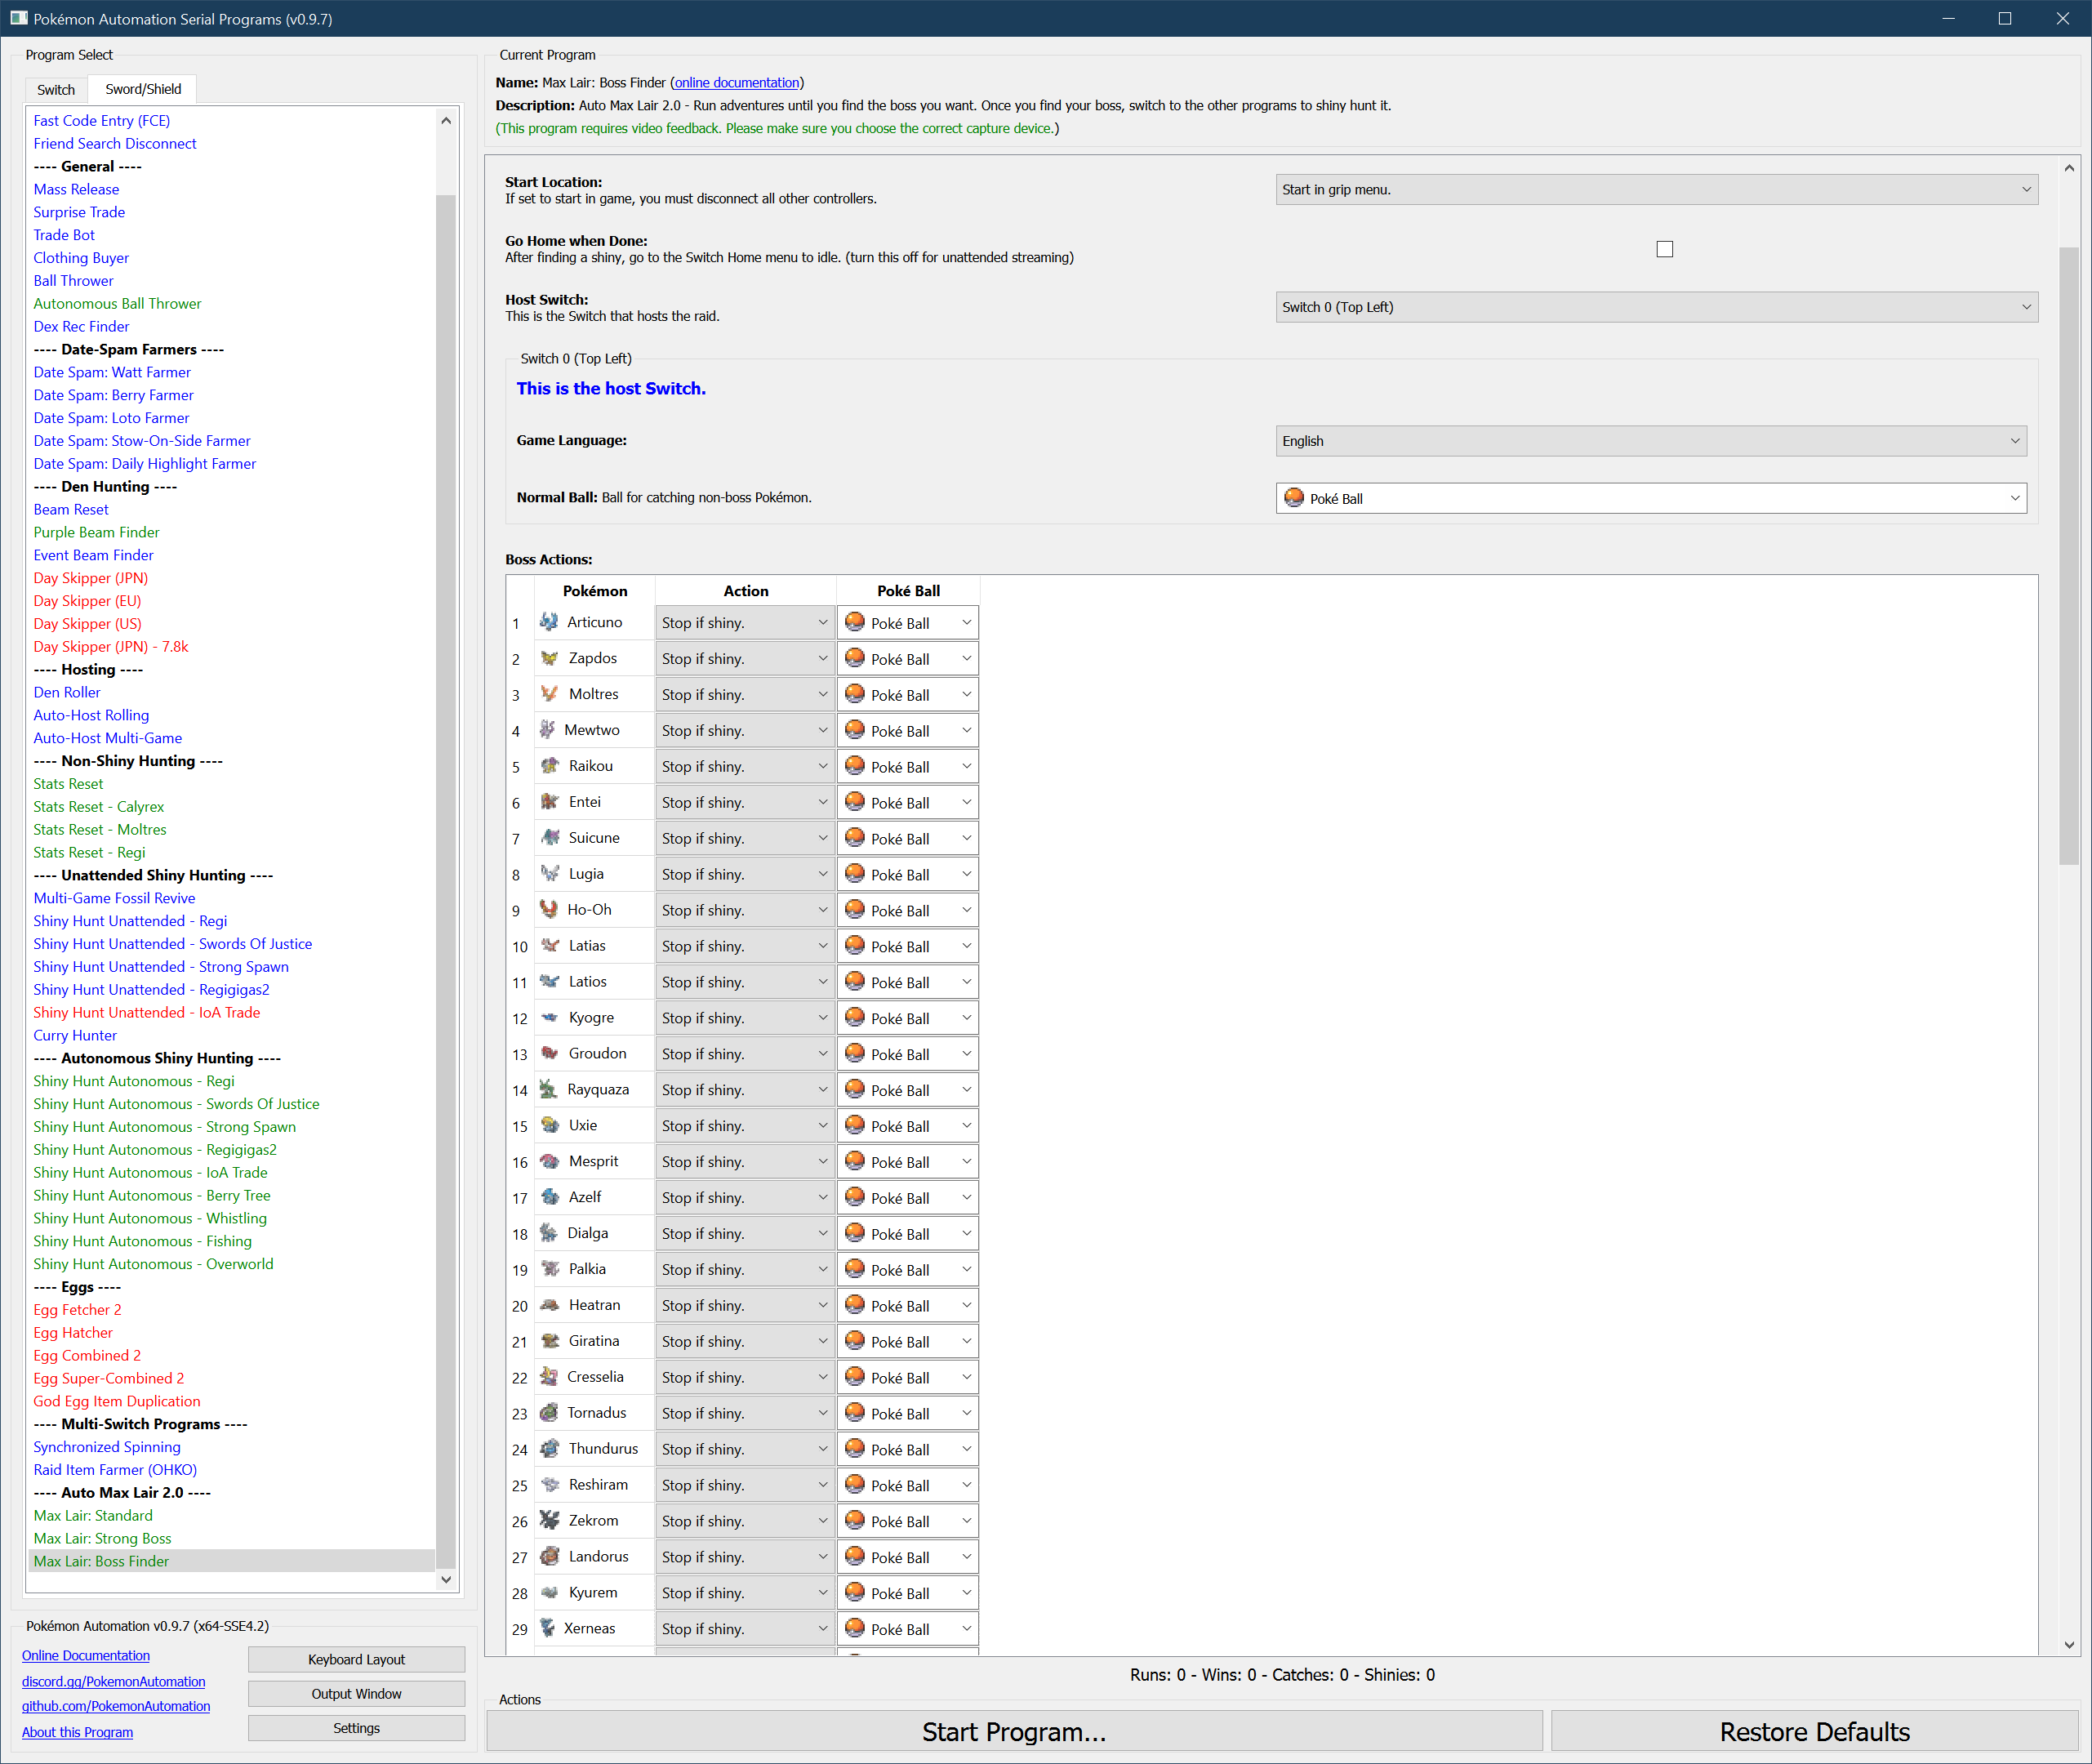 Pokémon Automation Serial Programs (v0.9.7)
Program Select
Switch
Sword/Shield
Fast Code Entry (FCE)
Friend Search Disconnect
---- General ----
Mass Release
Surprise Trade
Trade Bot
Clothing Buyer
Ball Thrower
Autonomous Ball Thrower
Dex Rec Finder
---- Date-Spam Farmers ----
Date Spam: Watt Farmer
Date Spam: Berry Farmer
Date Spam: Loto Farmer
Date Spam: Stow-On-Side Farmer
Date Spam: Daily Highlight Farmer
---- Den Hunting ----
Beam Reset
Purple Beam Finder
Event Beam Finder
Day Skipper (JPN)
Day Skipper (EU)
Day Skipper (US)
Day Skipper (JPN) - 7.8k
---- Hosting ----
Den Roller
Auto-Host Rolling
Auto-Host Multi-Game
---- Non-Shiny Hunting ----
Stats Reset
Stats Reset - Calyrex
Stats Reset - Moltres
Stats Reset - Regi
---- Unattended Shiny Hunting ----
Multi-Game Fossil Revive
Shiny Hunt Unattended - Regi
Shiny Hunt Unattended - Swords Of Justice
Shiny Hunt Unattended - Strong Spawn
Shiny Hunt Unattended - Regigigas2
Shiny Hunt Unattended - IoA Trade
Curry Hunter
---- Autonomous Shiny Hunting ----
Shiny Hunt Autonomous - Regi
Shiny Hunt Autonomous - Swords Of Justice
Shiny Hunt Autonomous - Strong Spawn
Shiny Hunt Autonomous - Regigigas2
Shiny Hunt Autonomous - IoA Trade
Shiny Hunt Autonomous - Berry Tree
Shiny Hunt Autonomous - Whistling
Shiny Hunt Autonomous - Fishing
Shiny Hunt Autonomous - Overworld
---- Eggs ----
Egg Fetcher 2
Egg Hatcher
Egg Combined 2
Egg Super-Combined 2
God Egg Item Duplication
---- Multi-Switch Programs ----
Synchronized Spinning
Raid Item Farmer (OHKO)
---- Auto Max Lair 2.0 ----
Max Lair: Standard
Max Lair: Strong Boss
Max Lair: Boss Finder
Pokémon Automation v0.9.7 (x64-SSE4.2)
Online Documentation
discord.gg/PokemonAutomation
github.com/PokemonAutomation
About this Program
Keyboard Layout
Output Window
Settings
Current Program
Name: Max Lair: Boss Finder (online documentation)
Description: Auto Max Lair 2.0 - Run adventures until you find the boss you want. Once you find your boss, switch to the other programs to shiny hunt it.
(This program requires video feedback. Please make sure you choose the correct capture device.)
Start Location:
If set to start in game, you must disconnect all other controllers.
Start in grip menu.
Go Home when Done:
After finding a shiny, go to the Switch Home menu to idle. (turn this off for unattended streaming)
Host Switch:
This is the Switch that hosts the raid.
Switch 0 (Top Left)
Switch 0 (Top Left)
This is the host Switch.
Game Language:
English
Normal Ball: Ball for catching non-boss Pokémon.
Poké Ball
Boss Actions:
Pokémon Action Poké Ball
1 Articuno Stop if shiny. Poké Ball
2 Zapdos Stop if shiny. Poké Ball
3 Moltres Stop if shiny. Poké Ball
4 Mewtwo Stop if shiny. Poké Ball
5 Raikou Stop if shiny. Poké Ball
6 Entei Stop if shiny. Poké Ball
7 Suicune Stop if shiny. Poké Ball
8 Lugia Stop if shiny. Poké Ball
9 Ho-Oh Stop if shiny. Poké Ball
10 Latias Stop if shiny. Poké Ball
11 Latios Stop if shiny. Poké Ball
12 Kyogre Stop if shiny. Poké Ball
13 Groudon Stop if shiny. Poké Ball
14 Rayquaza Stop if shiny. Poké Ball
15 Uxie Stop if shiny. Poké Ball
16 Mesprit Stop if shiny. Poké Ball
17 Azelf Stop if shiny. Poké Ball
18 Dialga Stop if shiny. Poké Ball
19 Palkia Stop if shiny. Poké Ball
20 Heatran Stop if shiny. Poké Ball
21 Giratina Stop if shiny. Poké Ball
22 Cresselia Stop if shiny. Poké Ball
23 Tornadus Stop if shiny. Poké Ball
24 Thundurus Stop if shiny. Poké Ball
25 Reshiram Stop if shiny. Poké Ball
26 Zekrom Stop if shiny. Poké Ball
27 Landorus Stop if shiny. Poké Ball
28 Kyurem Stop if shiny. Poké Ball
29 Xerneas Stop if shiny. Poké Ball
Runs: 0 - Wins: 0 - Catches: 0 - Shinies: 0
Actions
Start Program...
Restore Defaults